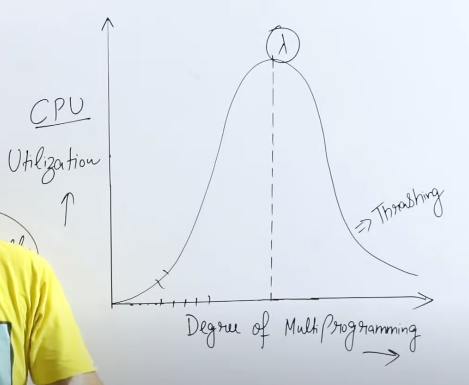 λ
CPU
Utilization
⇒ Thrashing
Degree of MultiProgramming